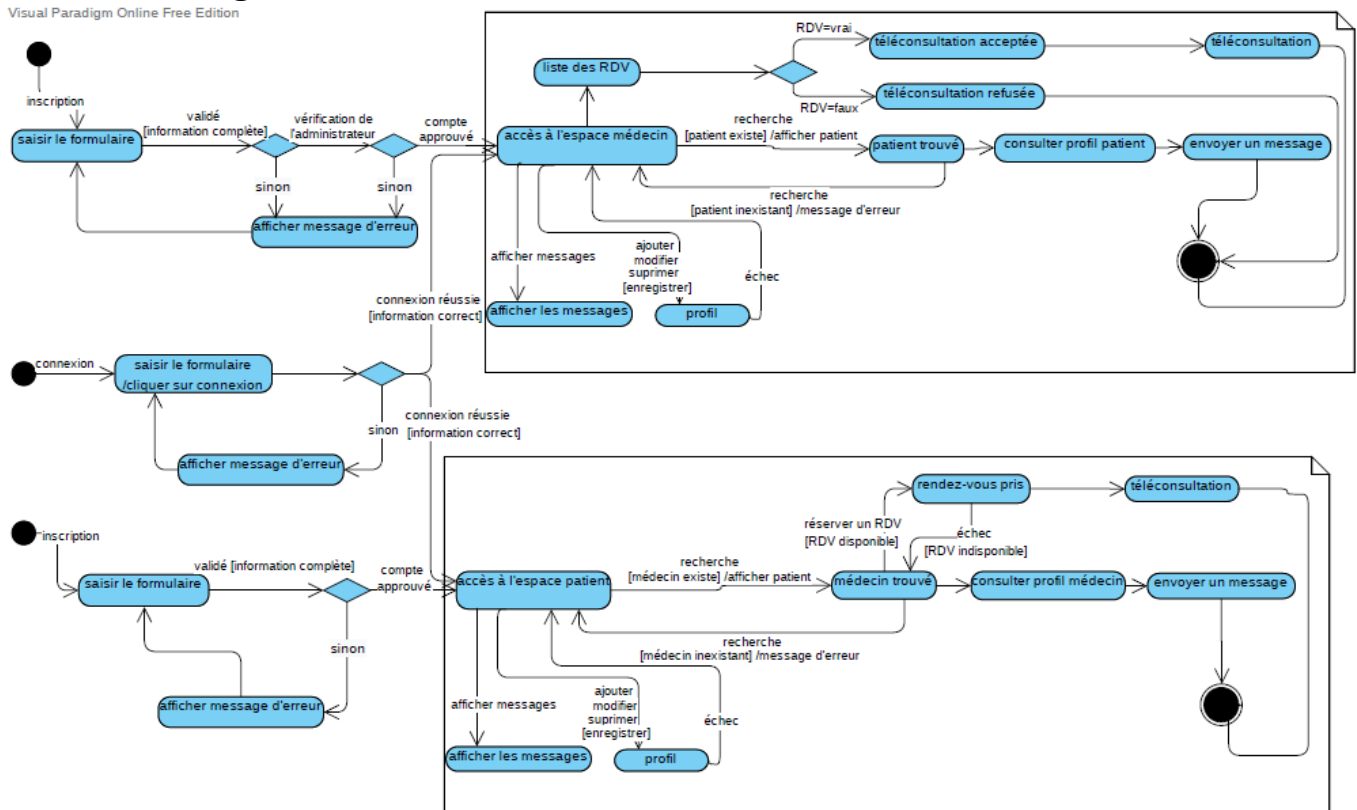 Visual Paradigm Online Free Edition
inscription
saisir le formulaire
validé
[information complète]
vérification de
l'administrateur
compte
approuvé
sinon
sinon
afficher message d'erreur
RDV=vrai
téléconsultation acceptée
téléconsultation
liste des RDV
RDV=faux
téléconsultation refusée
accès à l'espace médecin
recherche
[patient existe] /afficher patient
patient trouvé
consulter profil patient
envoyer un message
recherche
[patient inexistant] /message d'erreur
afficher messages
ajouter
modifier
suprimer
[enregistrer]
échec
afficher les messages
profil
connexion réussie
[information correct]
connexion
saisir le formulaire
/cliquer sur connexion
connexion réussie
[information correct]
sinon
afficher message d'erreur
inscription
saisir le formulaire
validé [information complète]
compte
approuvé
sinon
afficher message d'erreur
rendez-vous pris
téléconsultation
réserver un RDV
[RDV disponible]
échec
[RDV indisponible]
accès à l'espace patient
recherche
[médecin existe] /afficher patient
médecin trouvé
consulter profil médecin
envoyer un message
recherche
[médecin inexistant] /message d'erreur
afficher messages
ajouter
modifier
suprimer
[enregistrer]
échec
afficher les messages
profil